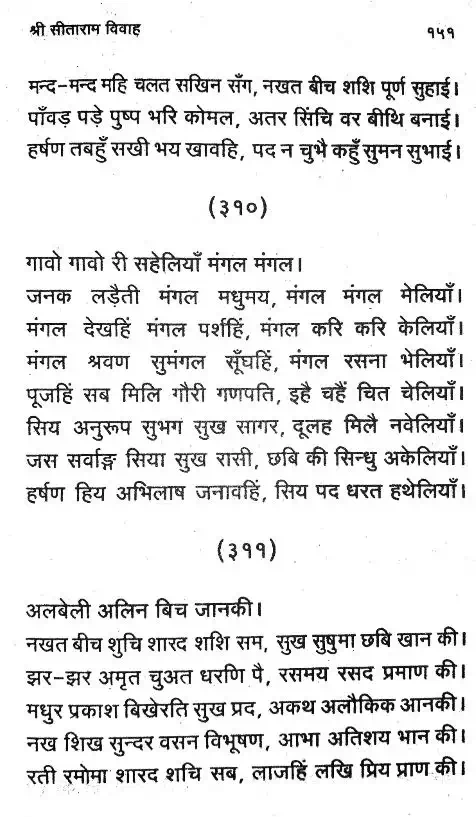 श्री सीताराम विवाह १५१
मन्द-मन्द महि चलत सखिन सँग, नखत बीच शशि पूर्ण सुहाई।
पाँवड़ पड़े पुष्प भरि कोमल, अतर सिंचि वर बीथि बनाई।
हर्षण तबहुँ सखी भय खावहि, पद न चुभै कहुँ सुमन सुभाई।
(३१०)
गावो गावो री सहेलियाँ मंगल मंगल।
जनक लड़ैती मंगल मधुमय, मंगल मंगल मेलियाँ।
मंगल देखहिं मंगल पर्शहिं, मंगल करि करि केलियाँ।
मंगल श्रवण सुमंगल सूँघहिं, मंगल रसना भेलियाँ।
पूजहिं सब मिलि गौरी गणपति, इहै चहैं चित चेलियाँ।
सिय अनुरूप सुभग सुख सागर, दूलह मिलै नवेलियाँ।
जस सर्वाङ्ग सिया सुख रासी, छबि की सिन्धु अकेलियाँ।
हर्षण हिय अभिलाष जनावहिं, सिय पद धरत हथेलियाँ।
(३११)
अलबेली अलिन बिच जानकी।
नखत बीच शुचि शारद शशि सम, सुख सुषुमा छबि खान की।
झर-झर अमृत चुअत धरणि पै, रसमय रसद प्रमाण की।
मधुर प्रकाश बिखेरति सुख प्रद, अकथ अलौकिक आनकी।
नख शिख सुन्दर वसन विभूषण, आभा अतिशय भान की।
रती रमोमा शारद शचि सब, लाजहिं लखि प्रिय प्राण की।